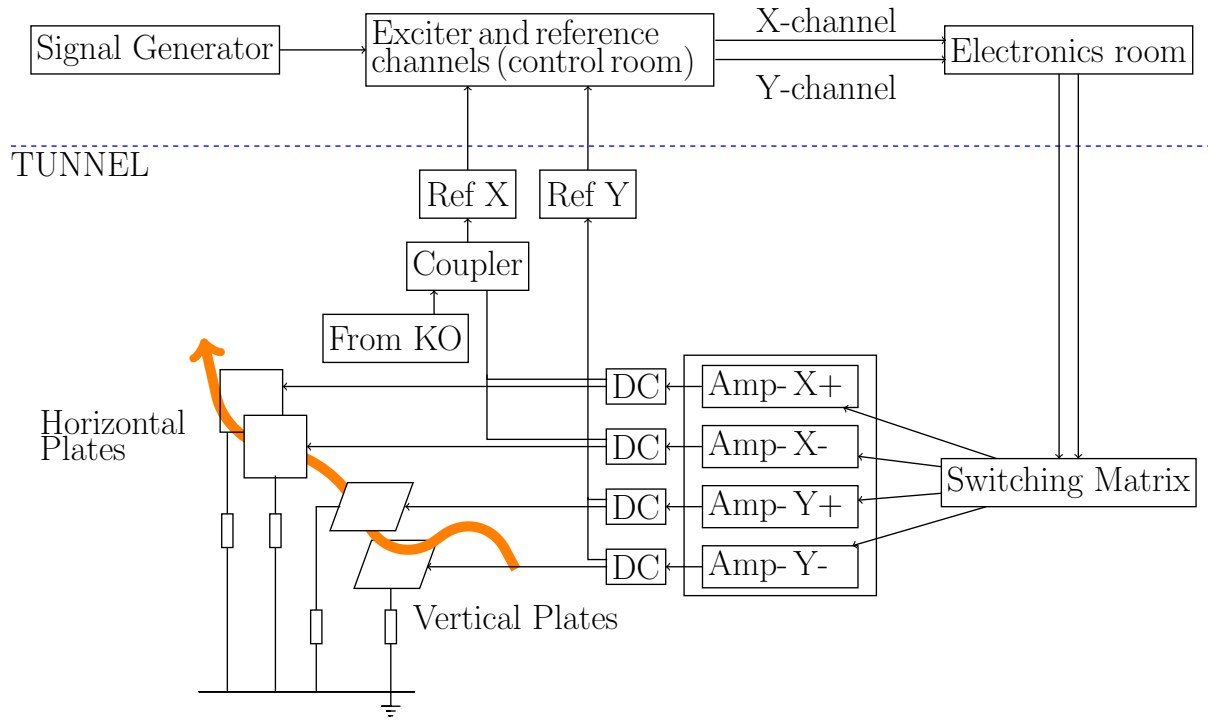 Signal Generator
Exciter and reference
channels (control room)
X-channel
Y-channel
Electronics room
TUNNEL
Ref X
Ref Y
Coupler
From KO
Horizontal
Plates
DC
Amp- X+
DC
Amp- X-
DC
Amp- Y+
DC
Amp- Y-
Switching Matrix
Vertical Plates